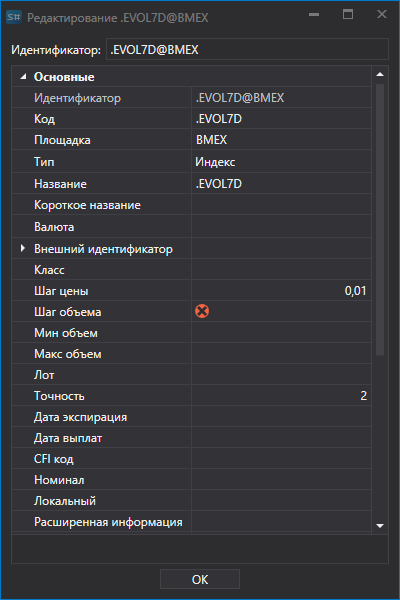 S# Редактирование .EVOL7D@BMEX
Идентификатор: .EVOL7D@BMEX
Основные
Идентификатор .EVOL7D@BMEX
Код .EVOL7D
Площадка BMEX
Тип Индекс
Название .EVOL7D
Короткое название
Валюта
Внешний идентификатор
Класс
Шаг цены 0,01
Шаг объема
Мин объем
Макс объем
Лот
Точность 2
Дата экспирация
Дата выплат
CFI код
Номинал
Локальный
Расширенная информация
OK